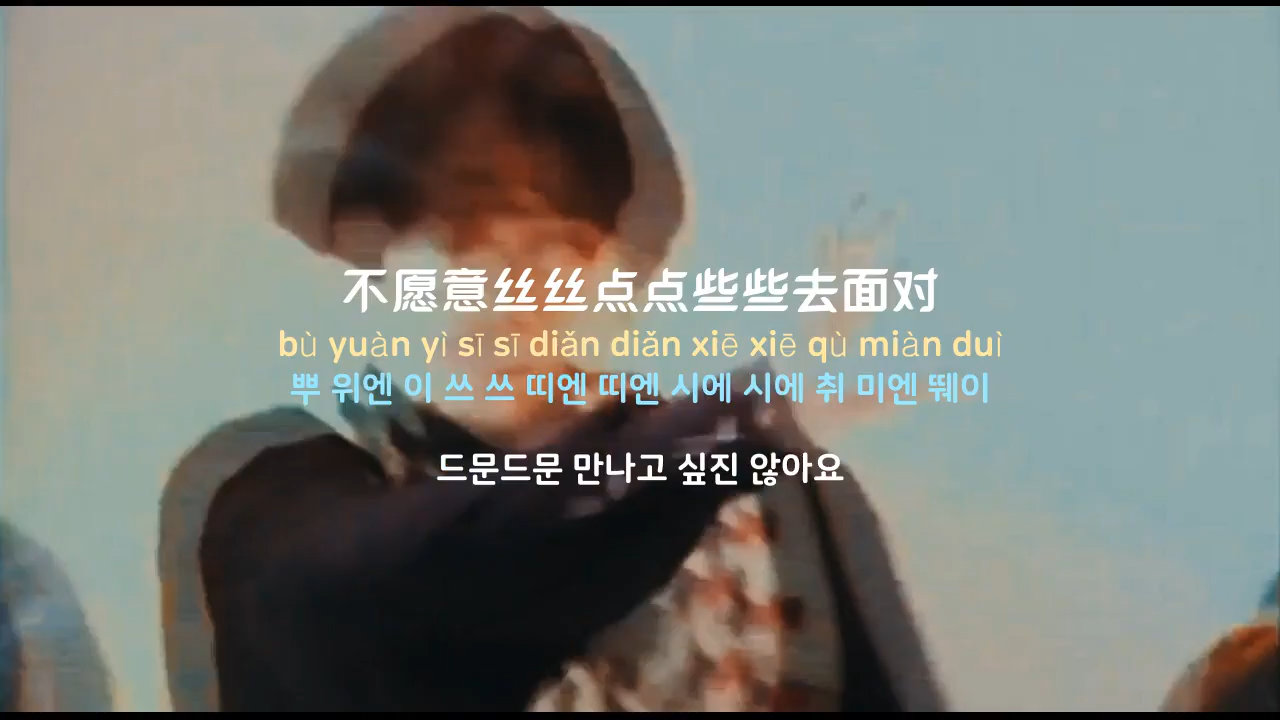 不愿意丝丝点点些些去面对
bù yuàn yì sī sī diǎn diǎn xiē xiē qù miàn duì
뿌 위엔 이 쓰 쓰 띠엔 띠엔 시에 시에 취 미엔 뛔이
드문드문 만나고 싶진 않아요